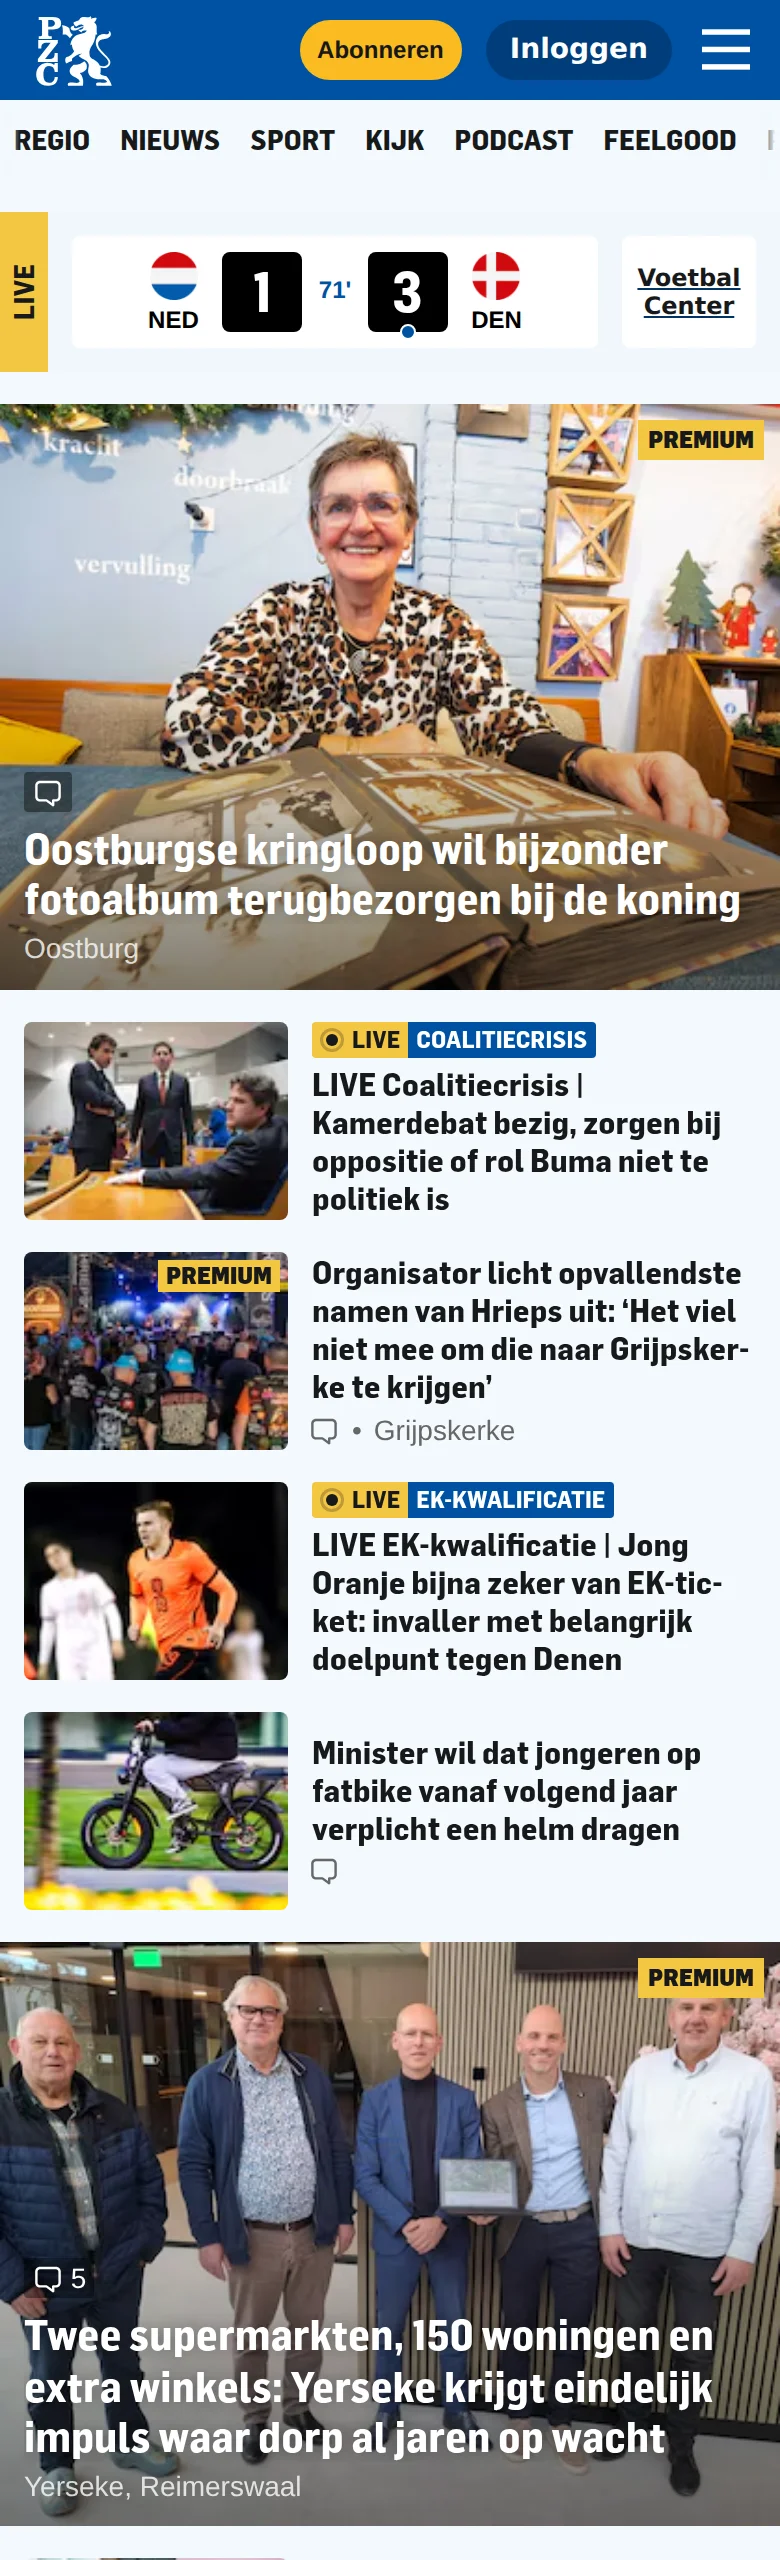 PZC
Abonneren
Inloggen
REGIO NIEUWS SPORT KIJK PODCAST FEELGOOD
LIVE
NED
1
71'
3
DEN
Voetbal
Center
kracht
doorbraak
vervulling
PREMIUM
Oostburgse kringloop wil bijzonder
fotoalbum terugbezorgen bij de koning
Oostburg
LIVE COALITIECRISIS
LIVE Coalitiecrisis |
Kamerdebat bezig, zorgen bij
oppositie of rol Buma niet te
politiek is
PREMIUM
Organisator licht opvallendste
namen van Hrieps uit: ‘Het viel
niet mee om die naar Grijpsker-
ke te krijgen’
• Grijpskerke
LIVE EK-KWALIFICATIE
LIVE EK-kwalificatie | Jong
Oranje bijna zeker van EK-tic-
ket: invaller met belangrijk
doelpunt tegen Denen
Minister wil dat jongeren op
fatbike vanaf volgend jaar
verplicht een helm dragen
PREMIUM
5
Twee supermarkten, 150 woningen en
extra winkels: Yerseke krijgt eindelijk
impuls waar dorp al jaren op wacht
Yerseke, Reimerswaal